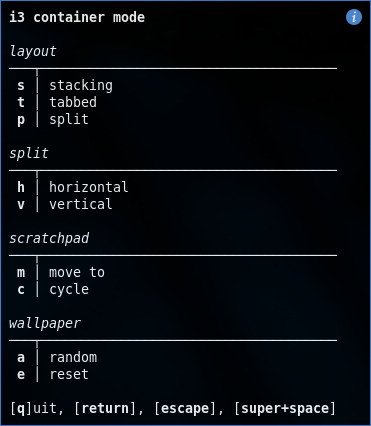 i3 container mode
i
layout
s │ stacking
t │ tabbed
p │ split
split
h │ horizontal
v │ vertical
scratchpad
m │ move to
c │ cycle
wallpaper
a │ random
e │ reset
[q]uit, [return], [escape], [super+space]